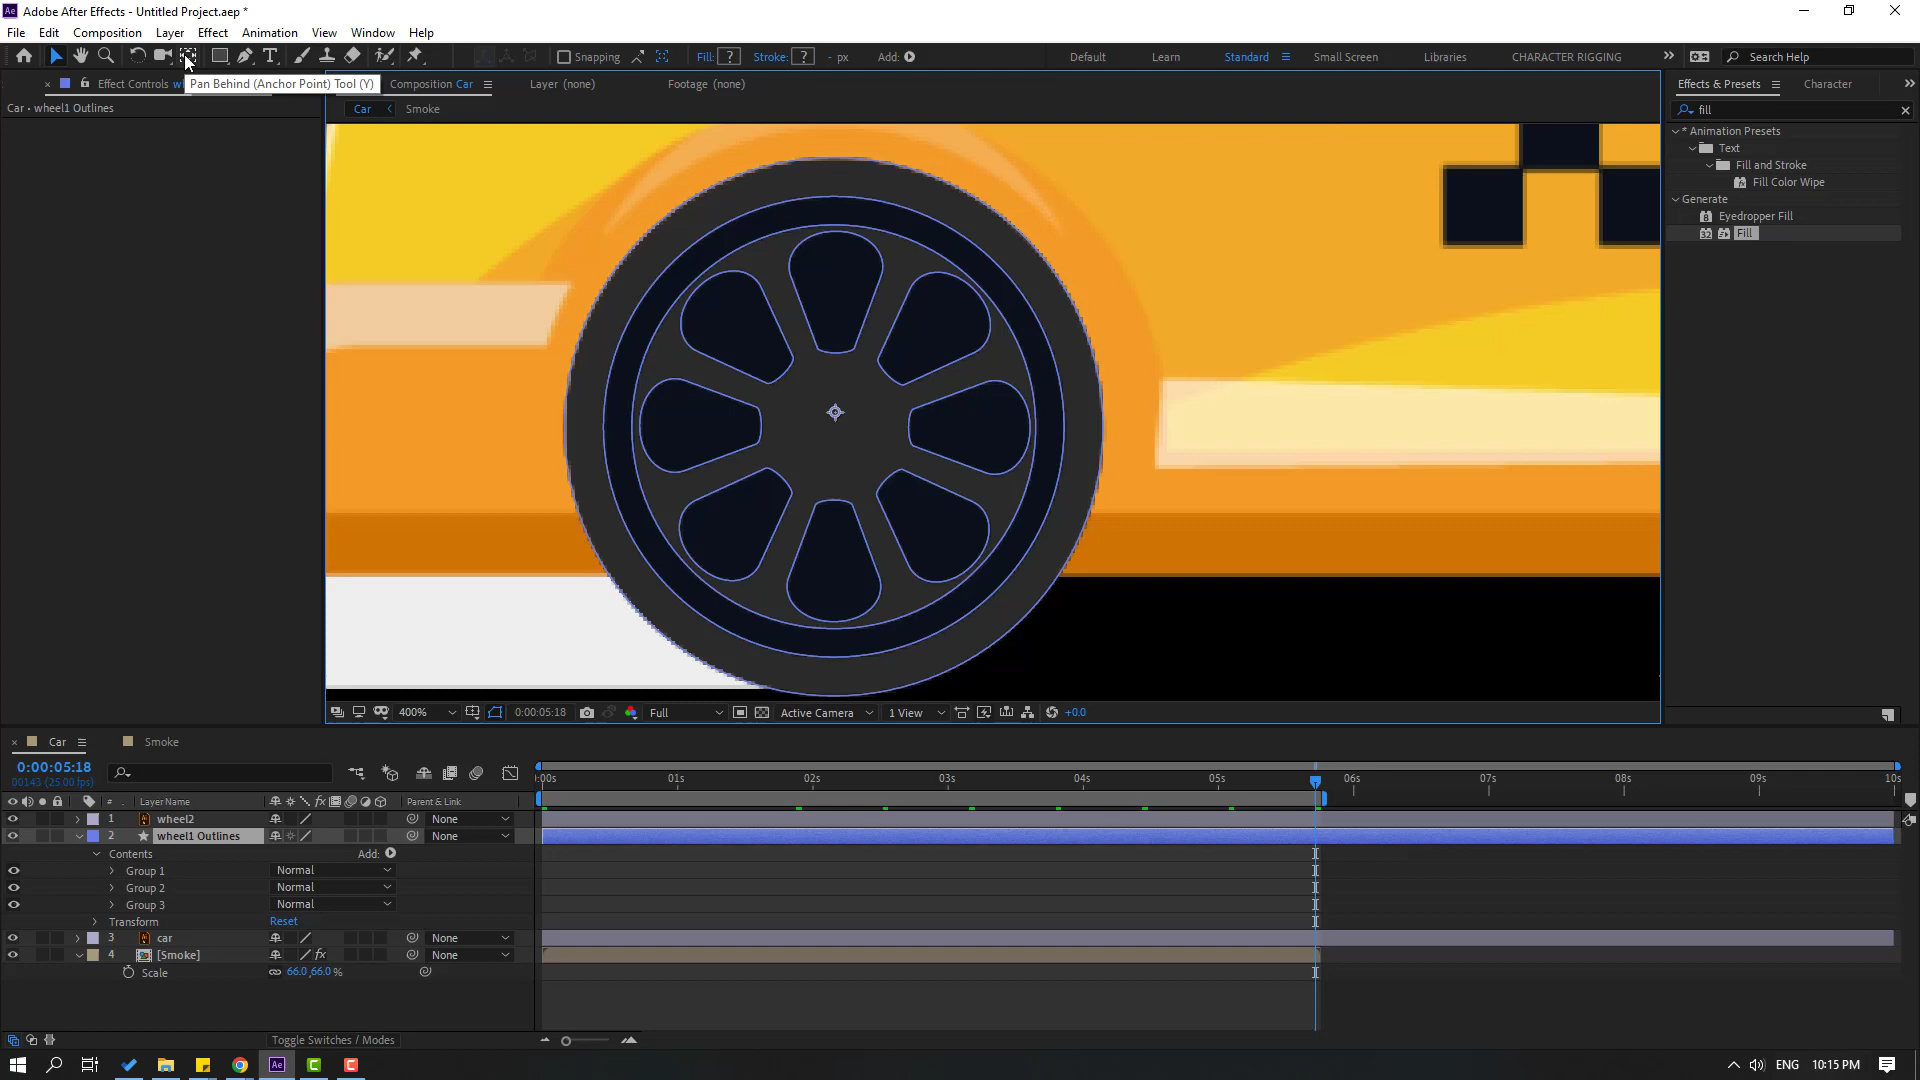 Adobe After Effects - Untitled Project.aep *
File Edit Composition Layer Effect Animation View Window Help
Snapping Fill: ? Stroke: ? - px Add:
Default Learn Standard Small Screen Libraries CHARACTER RIGGING Search Help
Effect Controls
Pan Behind (Anchor Point) Tool (Y)
Composition Car
Layer (none)
Footage (none)
Effects & Presets
Character
Car • wheel1 Outlines
Car Smoke
fill
* Animation Presets
Text
Fill and Stroke
Fill Color Wipe
Generate
Eyedropper Fill
Fill
400% 0:00:05:18 Full Active Camera 1 View +0.0
Car
Smoke
0:00:05:18
00143 (25.00 fps)
:00s 01s 02s 03s 04s 05s 06s 07s 08s 09s 10s
# . Layer Name Parent & Link
1 wheel2 None
2 wheel1 Outlines None
Contents Add:
Group 1 Normal
Group 2 Normal
Group 3 Normal
Transform Reset
3 car None
4 [Smoke] None
Scale 66.0,66.0 %
Toggle Switches / Modes
ENG 10:15 PM